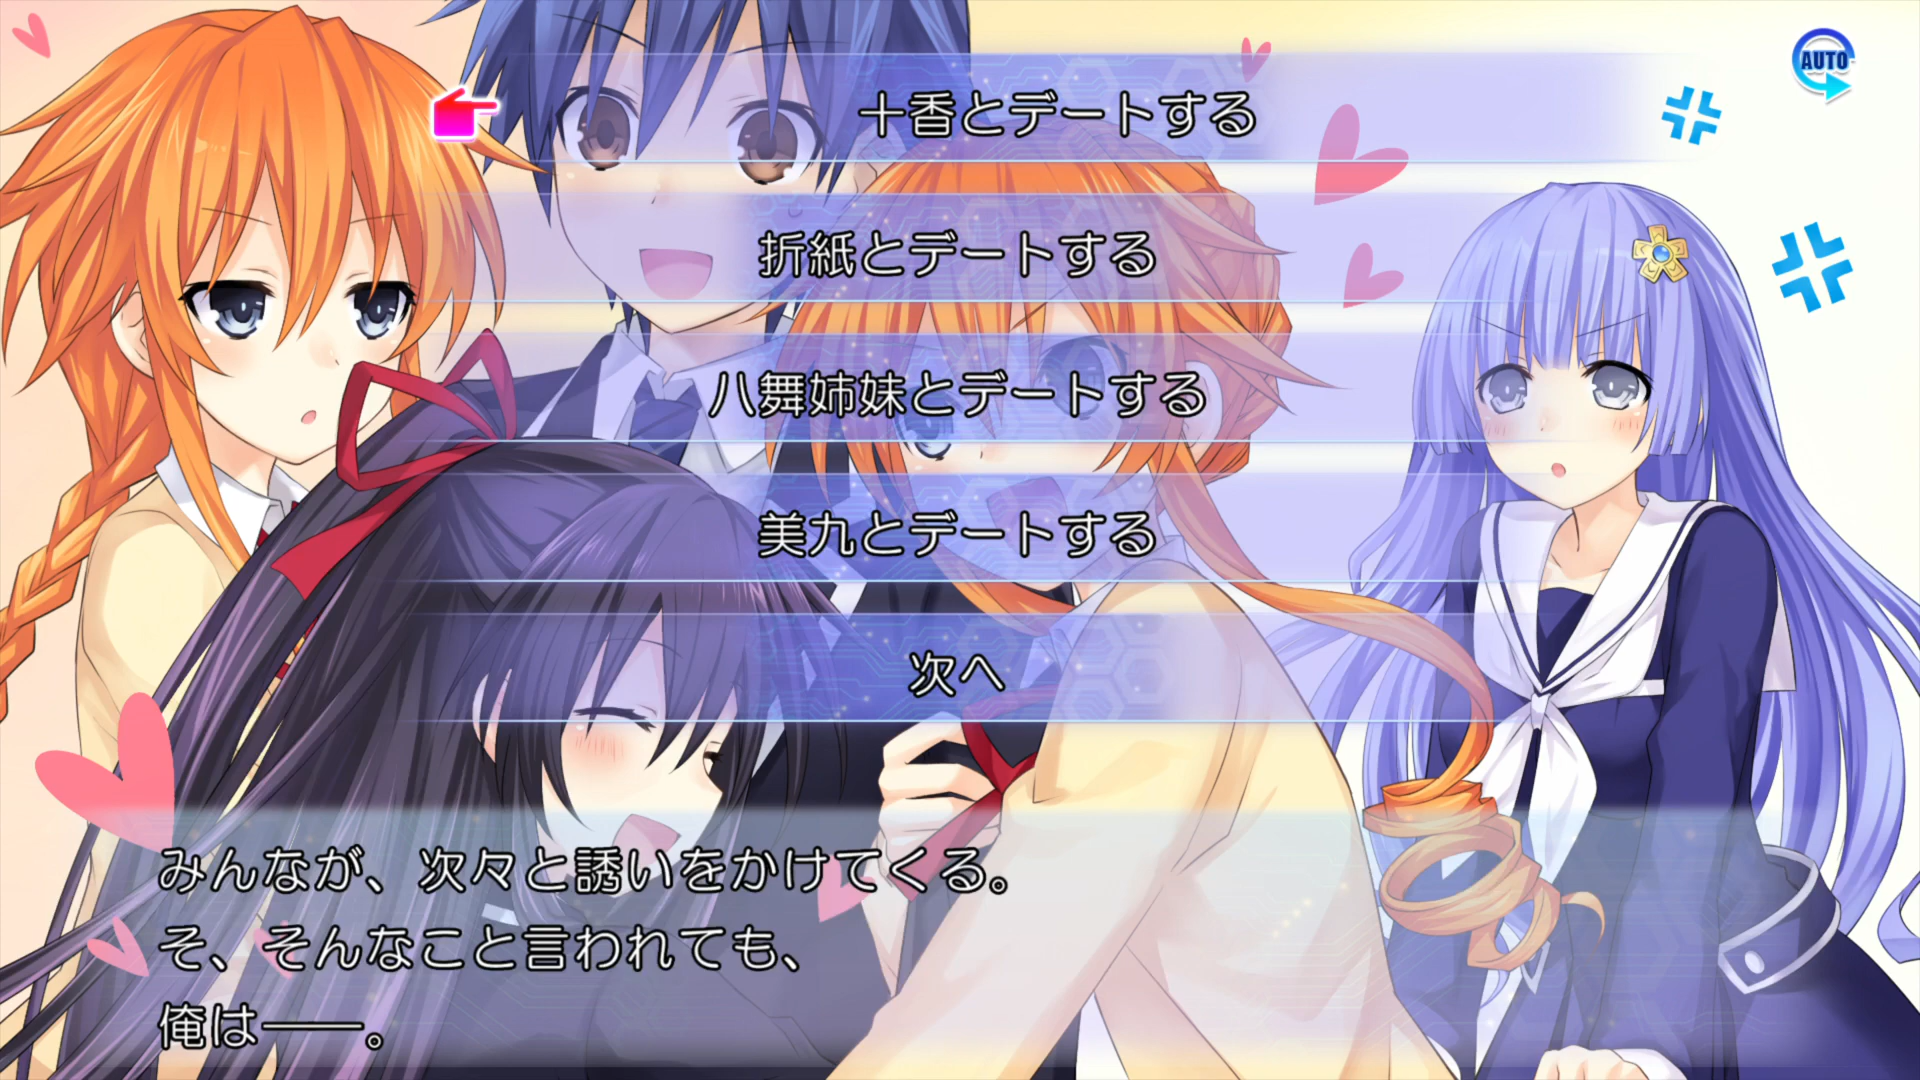 AUTO
十香とデートする
折紙とデートする
八舞姉妹とデートする
美九とデートする
次へ
みんなが、次々と誘いをかけてくる。
そ、そんなこと言われても、
俺は――。